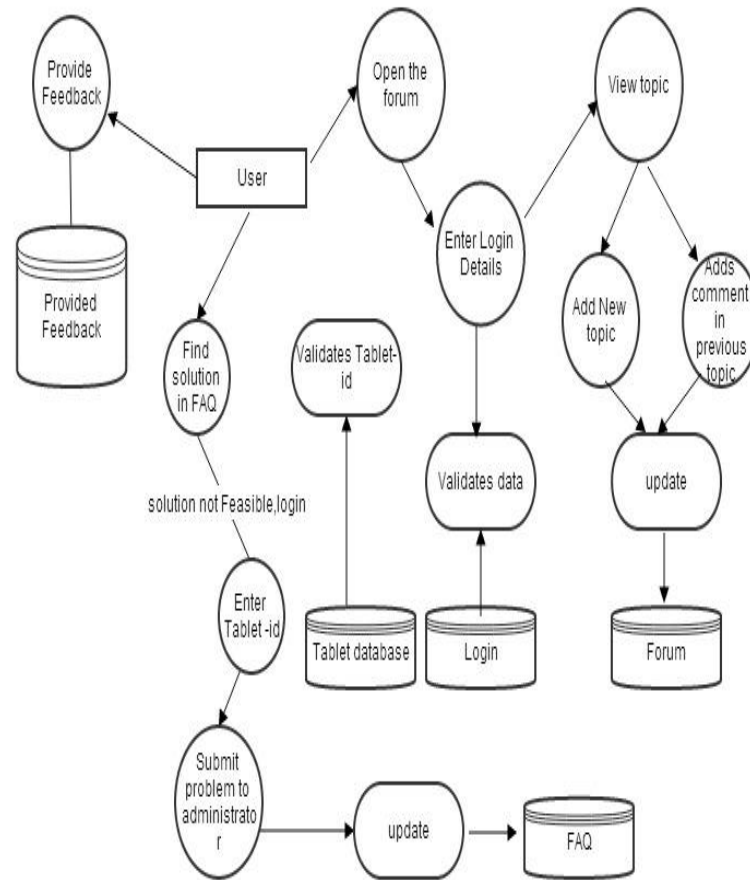 Provide
Feedback
Open the
forum
View topic
User
Enter Login
Details
Provided
Feedback
Add New
topic
Adds
comment
in
previous
topic
Find
solution
in FAQ
Validates Tablet-
id
solution not Feasible,login
Validates data
update
Enter
Tablet -id
Tablet database
Login
Forum
Submit
problem to
administrato
r
update
FAQ